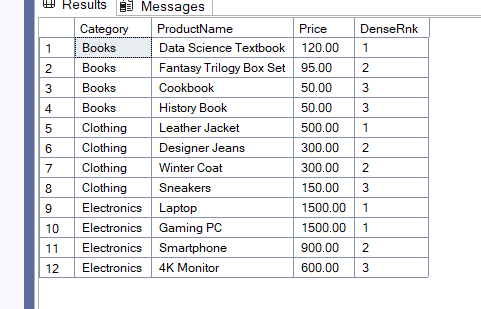 Results Messages
Category ProductName Price DenseRnk
1 Books Data Science Textbook 120.00 1
2 Books Fantasy Trilogy Box Set 95.00 2
3 Books Cookbook 50.00 3
4 Books History Book 50.00 3
5 Clothing Leather Jacket 500.00 1
6 Clothing Designer Jeans 300.00 2
7 Clothing Winter Coat 300.00 2
8 Clothing Sneakers 150.00 3
9 Electronics Laptop 1500.00 1
10 Electronics Gaming PC 1500.00 1
11 Electronics Smartphone 900.00 2
12 Electronics 4K Monitor 600.00 3